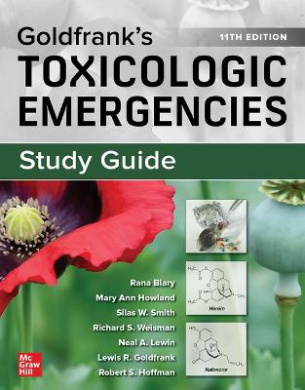 Goldfrank's
11TH EDITION
TOXICOLOGIC
EMERGENCIES
Study Guide
Rana Biary
Mary Ann Howland
Silas W. Smith
Richard S. Weisman
Neal A. Lewin
Lewis R. Goldfrank
Robert S. Hoffman
Heroin
Nabilone
Mc
Graw
Hill